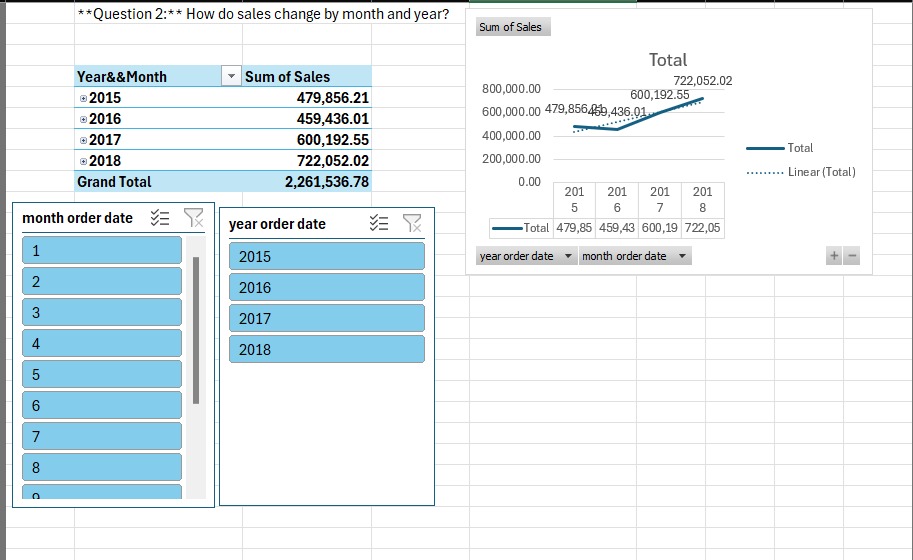 **Question 2:** How do sales change by month and year?
Year&&Month Sum of Sales
2015 479,856.21
2016 459,436.01
2017 600,192.55
2018 722,052.02
Grand Total 2,261,536.78
month order date
1
2
3
4
5
6
7
8
9
year order date
2015
2016
2017
2018
Sum of Sales
Total
800,000.00
600,000.00
400,000.00
200,000.00
0.00
479,856.21
459,436.01
600,192.55
722,052.02
201 201 201 201
5 6 7 8
Total 479,85 459,43 600,19 722,05
Total
Linear (Total)
year order date month order date
+ −